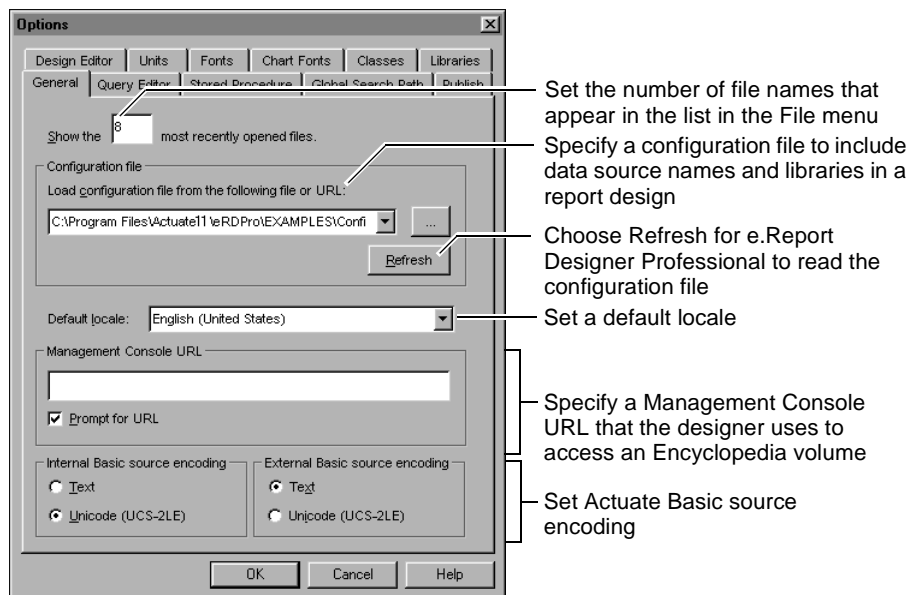 Options
Design Editor Units Fonts Chart Fonts Classes Libraries
General Query Editor Stored Procedure Global Search Path Publish
Show the 8 most recently opened files.
Configuration file
Load configuration file from the following file or URL:
C:\Program Files\Actuate11\eRDPro\EXAMPLES\Confi
...
Refresh
Default locale: English (United States)
Management Console URL
Prompt for URL
Internal Basic source encoding
Text
Unicode (UCS-2LE)
External Basic source encoding
Text
Unicode (UCS-2LE)
OK Cancel Help
Set the number of file names that
appear in the list in the File menu
Specify a configuration file to include
data source names and libraries in a
report design
Choose Refresh for e.Report
Designer Professional to read the
configuration file
Set a default locale
Specify a Management Console
URL that the designer uses to
access an Encyclopedia volume
Set Actuate Basic source
encoding